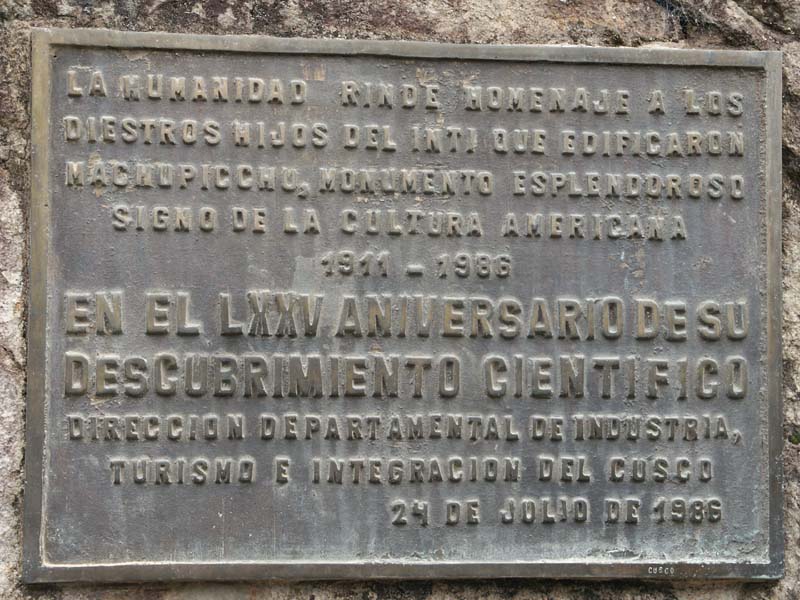 LA HUMANIDAD RINDE HOMENAJE A LOS
DIESTROS HIJOS DEL INTI QUE EDIFICARON
MACHUPICCHU, MONUMENTO ESPLENDOROSO
SIGNO DE LA CULTURA AMERICANA
1911 - 1986
EN EL LXXV ANIVERSARIO DE SU
DESCUBRIMIENTO CIENTIFICO
DIRECCION DEPARTAMENTAL DE INDUSTRIA,
TURISMO E INTEGRACION DEL CUSCO
24 DE JULIO DE 1986
CUSCO